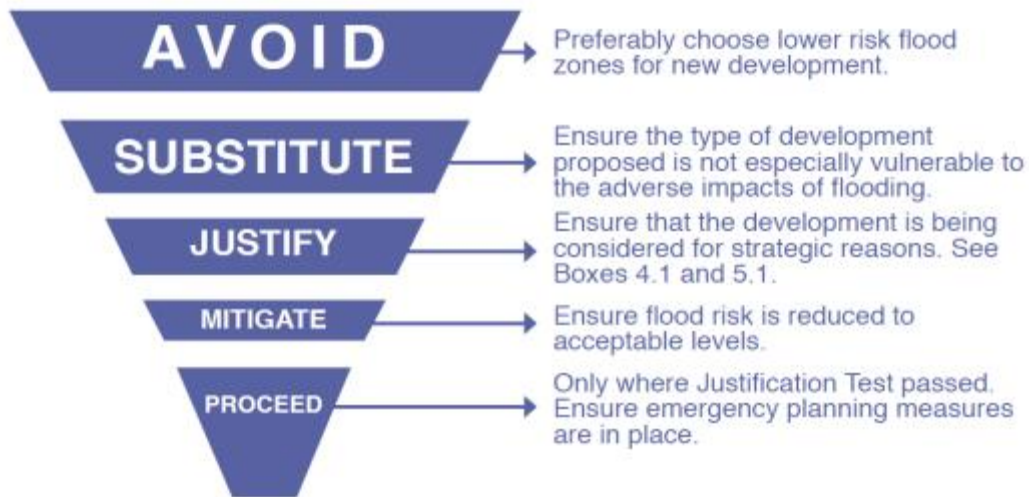 AVOID
Preferably choose lower risk flood
zones for new development.
SUBSTITUTE
Ensure the type of development
proposed is not especially vulnerable to
the adverse impacts of flooding.
JUSTIFY
Ensure that the development is being
considered for strategic reasons. See
Boxes 4.1 and 5.1.
MITIGATE
Ensure flood risk is reduced to
acceptable levels.
PROCEED
Only where Justification Test passed.
Ensure emergency planning measures
are in place.